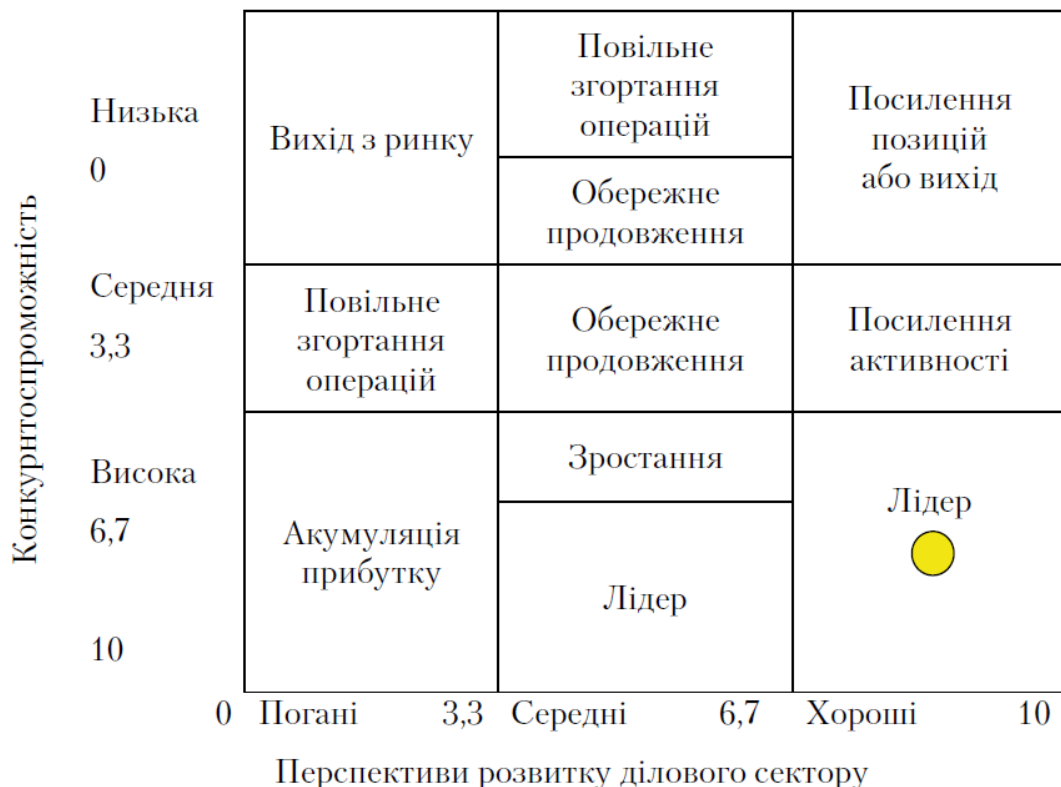 Конкурнтоспроможність
Низька
0
Середня
3,3
Висока
6,7
10
Вихід з ринку
Повільне
згортання
операцій
Обережне
продовження
Посилення
позицій
або вихід
Повільне
згортання
операцій
Обережне
продовження
Посилення
активності
Акумуляція
прибутку
Зростання
Лідер
Лідер
0 Погані 3,3 Середні 6,7 Хороші 10
Перспективи розвитку ділового сектору